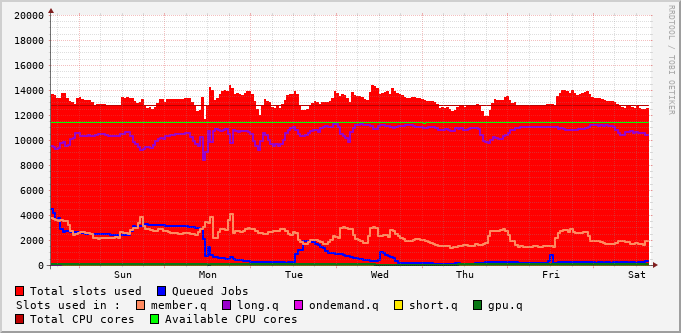 20000
18000
16000
14000
12000
10000
8000
6000
4000
2000
0
Sun Mon Tue Wed Thu Fri Sat
RRDTOOL / TOBI OETIKER
Total slots used Queued Jobs
Slots used in : member.q long.q ondemand.q short.q gpu.q
Total CPU cores Available CPU cores